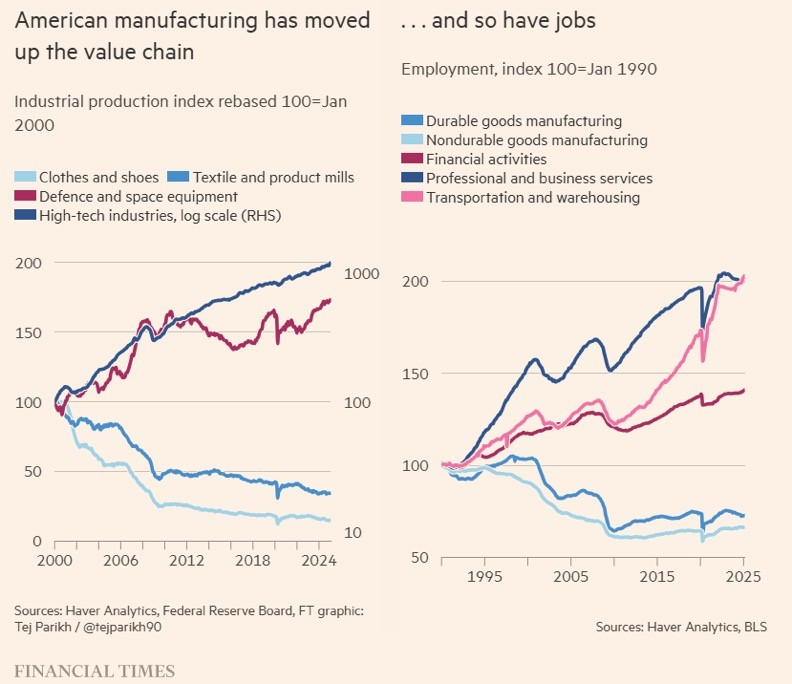 American manufacturing has moved
up the value chain
Industrial production index rebased 100=Jan
2000
Clothes and shoes Textile and product mills
Defence and space equipment
High-tech industries, log scale (RHS)
200
150
100
50
0
1000
100
10
2000 2006 2012 2018 2024
Sources: Haver Analytics, Federal Reserve Board, FT graphic:
Tej Parikh / @tejparikh90
. . . and so have jobs
Employment, index 100=Jan 1990
Durable goods manufacturing
Nondurable goods manufacturing
Financial activities
Professional and business services
Transportation and warehousing
200
150
100
50
1995 2005 2015 2025
Sources: Haver Analytics, BLS
FINANCIAL TIMES